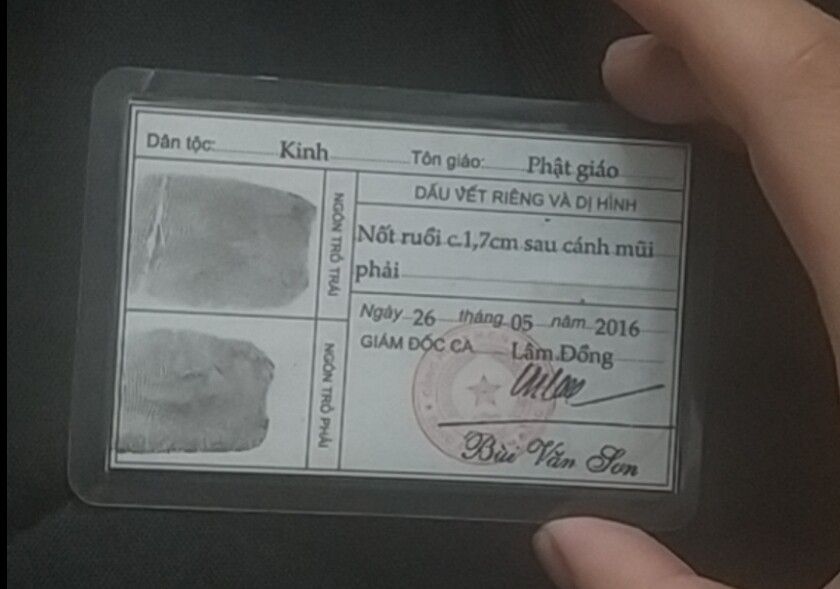 Dân tộc: Kinh Tôn giáo: Phật giáo
NGÓN TRỎ TRÁI
NGÓN TRỎ PHẢI
DẤU VẾT RIÊNG VÀ DỊ HÌNH
Nốt ruồi c.1,7cm sau cánh mũi
phải
Ngày 26 tháng 05 năm 2016
GIÁM ĐỐC CA Lâm Đồng
Bùi Văn Sơn